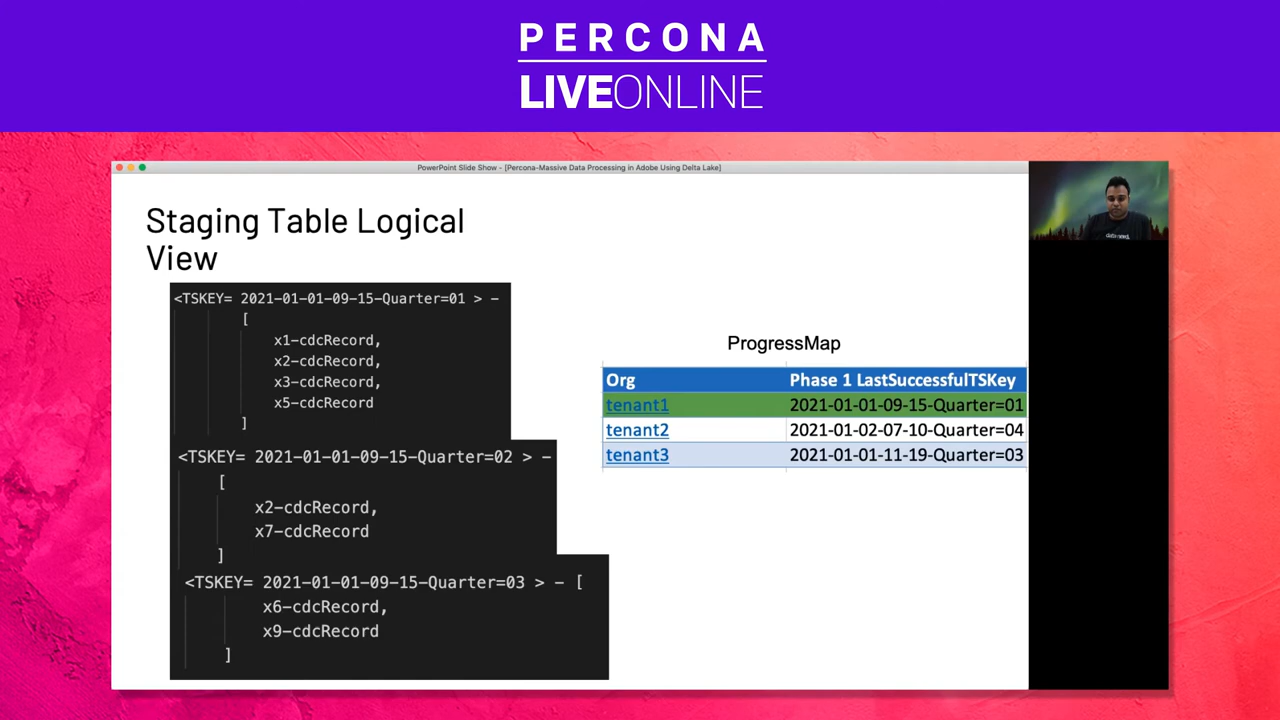 PERCONA
LIVEONLINE
PowerPoint Slide Show - [Percona-Massive Data Processing in Adobe Using Delta Lake]
Staging Table Logical
View
<TSKEY= 2021-01-01-09-15-Quarter=01 > -
[
x1-cdcRecord,
x2-cdcRecord,
x3-cdcRecord,
x5-cdcRecord
]
<TSKEY= 2021-01-01-09-15-Quarter=02 > -
[
x2-cdcRecord,
x7-cdcRecord
]
<TSKEY= 2021-01-01-09-15-Quarter=03 > - [
x6-cdcRecord,
x9-cdcRecord
]
ProgressMap
Org Phase 1 LastSuccessfulTSKey
tenant1 2021-01-01-09-15-Quarter=01
tenant2 2021-01-02-07-10-Quarter=04
tenant3 2021-01-01-11-19-Quarter=03